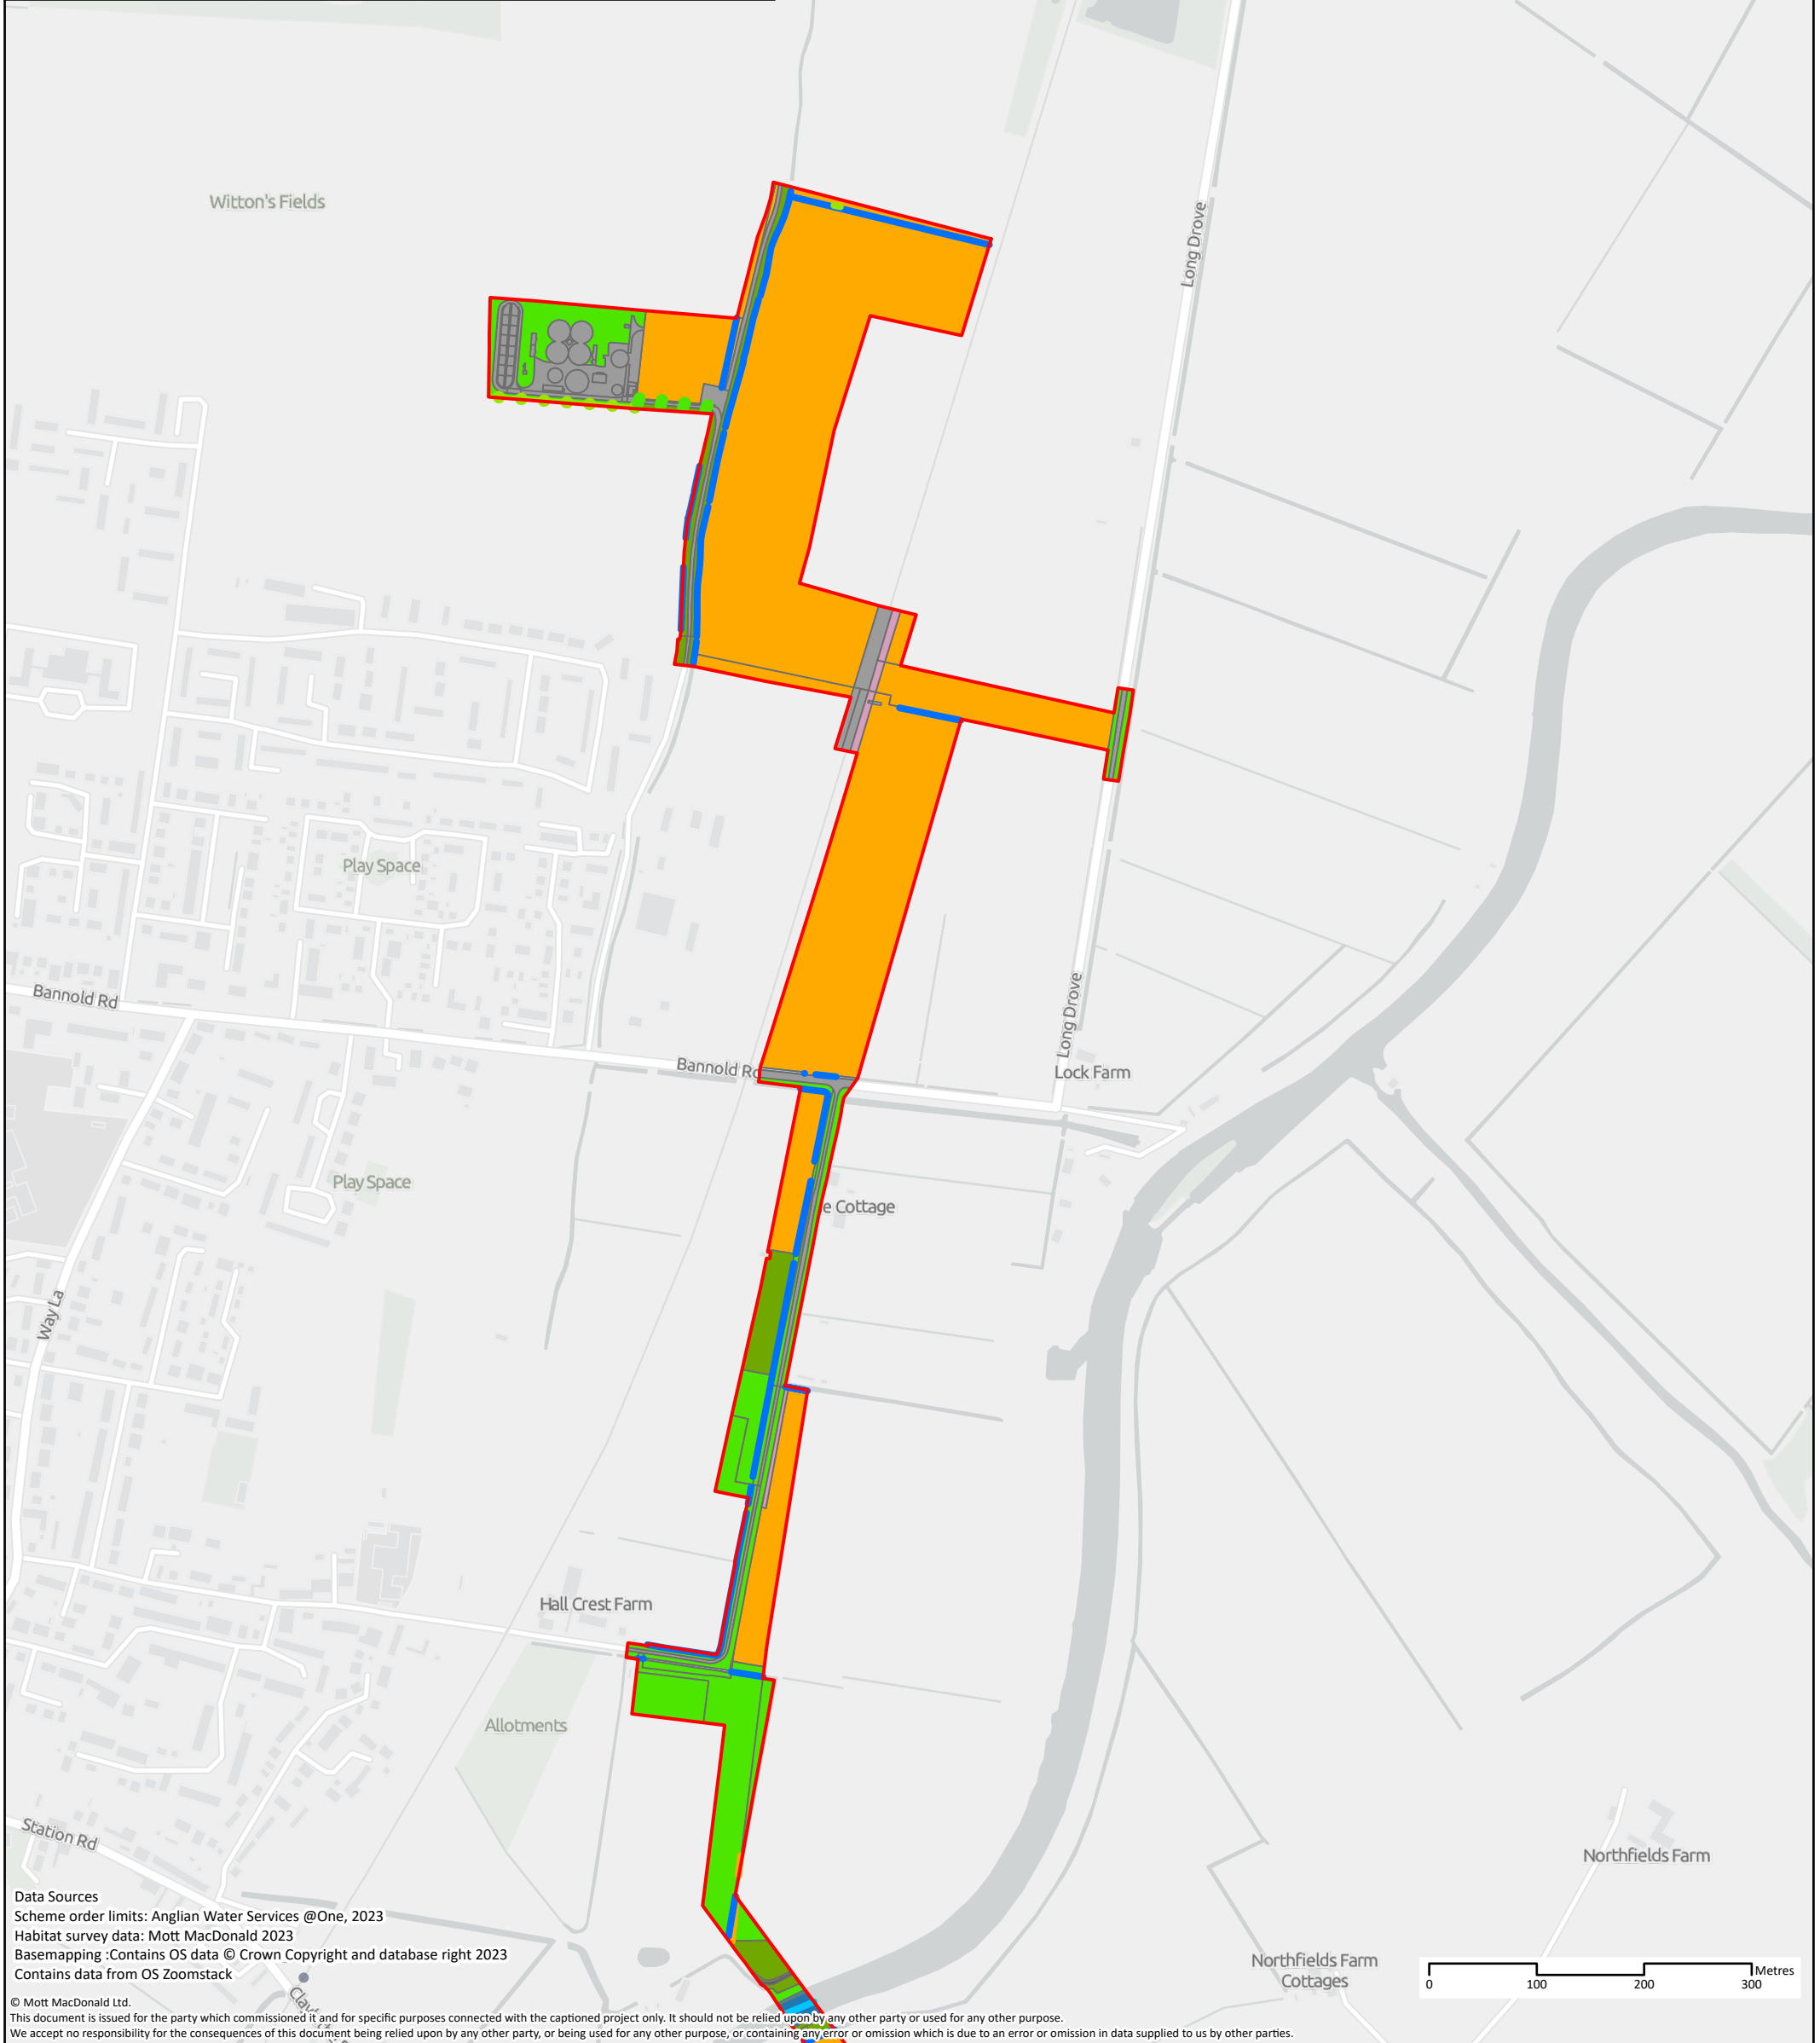 Witton's Fields
Long Drove
Play Space
Bannold Rd
Bannold Rd
Long Drove
Lock Farm
Play Space
e Cottage
Way La
Hall Crest Farm
Allotments
Station Rd
Northfields Farm
Northfields Farm
Cottages
Data Sources
Scheme order limits: Anglian Water Services @One, 2023
Habitat survey data: Mott MacDonald 2023
Basemapping :Contains OS data © Crown Copyright and database right 2023
Contains data from OS Zoomstack
Metres
0 100 200 300
© Mott MacDonald Ltd.
This document is issued for the party which commissioned it and for specific purposes connected with the captioned project only. It should not be relied upon by any other party or used for any other purpose.
We accept no responsibility for the consequences of this document being relied upon by any other party, or being used for any other purpose, or containing any error or omission which is due to an error or omission in data supplied to us by other parties.